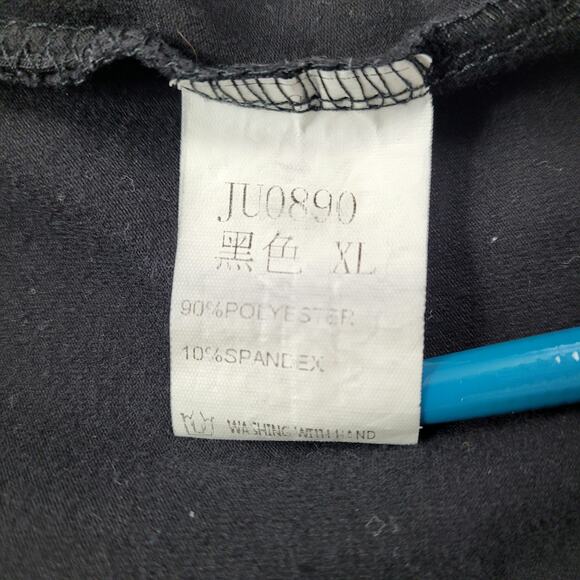 JU0890
黑色 XL
90%POLYESTER
10%SPANDEX
WASHING WITH HAND